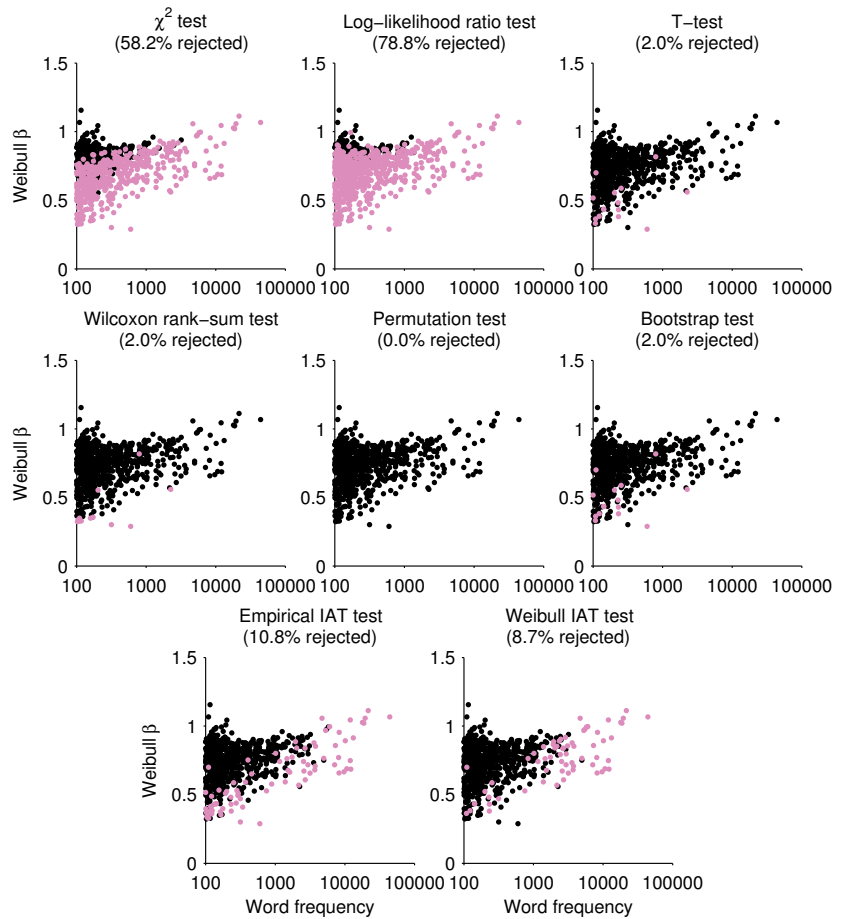 χ² test
(58.2% rejected)
Log−likelihood ratio test
(78.8% rejected)
T−test
(2.0% rejected)
1.5
1
0.5
0
Weibull β
100 1000 10000 100000
1.5
1
0.5
0
100 1000 10000 100000
1.5
1
0.5
0
100 1000 10000 100000
Wilcoxon rank−sum test
(2.0% rejected)
Permutation test
(0.0% rejected)
Bootstrap test
(2.0% rejected)
1.5
1
0.5
0
Weibull β
100 1000 10000 100000
1.5
1
0.5
0
100 1000 10000 100000
1.5
1
0.5
0
100 1000 10000 100000
Empirical IAT test
(10.8% rejected)
Weibull IAT test
(8.7% rejected)
1.5
1
0.5
0
Weibull β
100 1000 10000 100000
Word frequency
1.5
1
0.5
0
100 1000 10000 100000
Word frequency